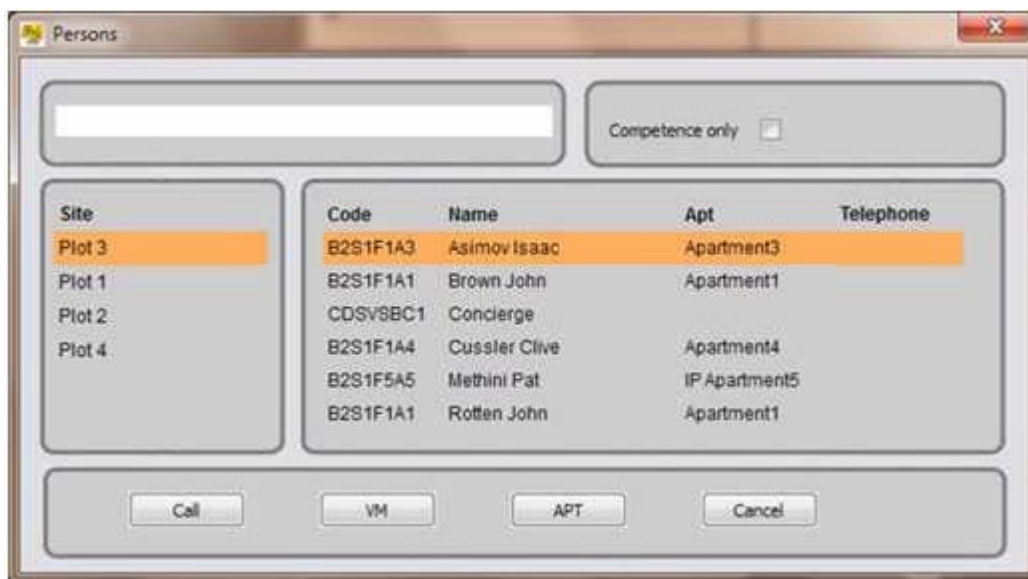 Persons
Competence only
Site
Plot 3
Plot 1
Plot 2
Plot 4
Code Name Apt Telephone
B2S1F1A3 Asimov Isaac Apartment3
B2S1F1A1 Brown John Apartment1
CDSVSBC1 Concierge
B2S1F1A4 Cussler Clive Apartment4
B2S1F5A5 Methini Pat IP Apartment5
B2S1F1A1 Rotten John Apartment1
Call VM APT Cancel